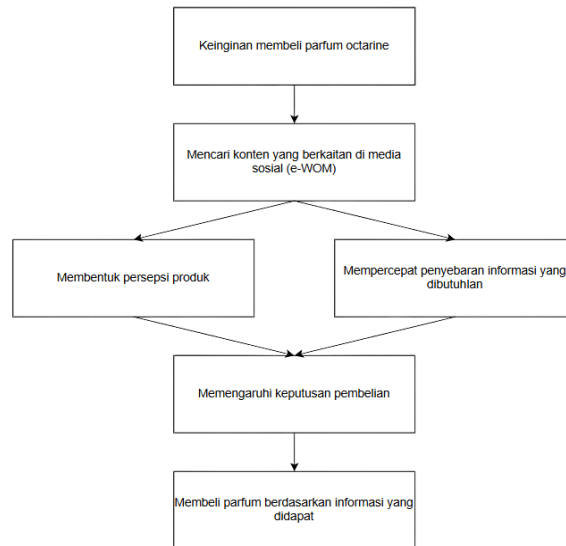 Keinginan membeli parfum octarine
Mencari konten yang berkaitan di media
sosial (e-WOM)
Membentuk persepsi produk
Mempercepat penyebaran informasi yang
dibutuhlan
Memengaruhi keputusan pembelian
Membeli parfum berdasarkan informasi yang
didapat